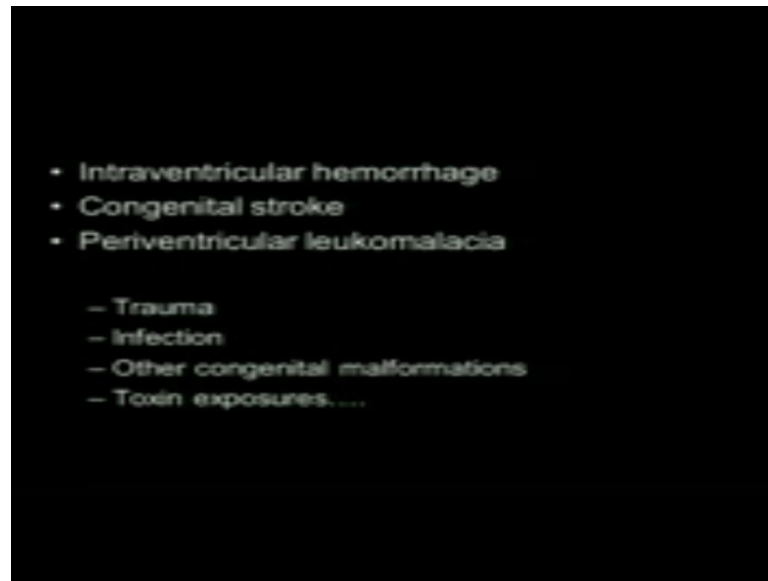 • Intraventricular hemorrhage
• Congenital stroke
• Periventricular leukomalacia
– Trauma
– Infection
– Other congenital malformations
– Toxin exposures.....